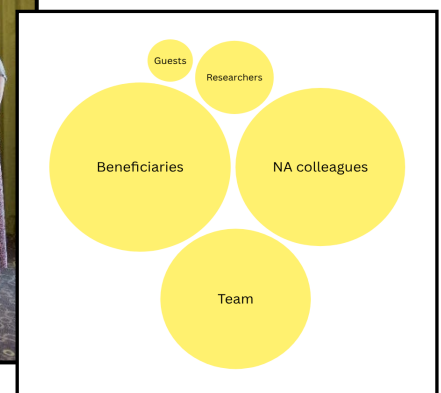 Guests
Researchers
Beneficiaries
NA colleagues
Team